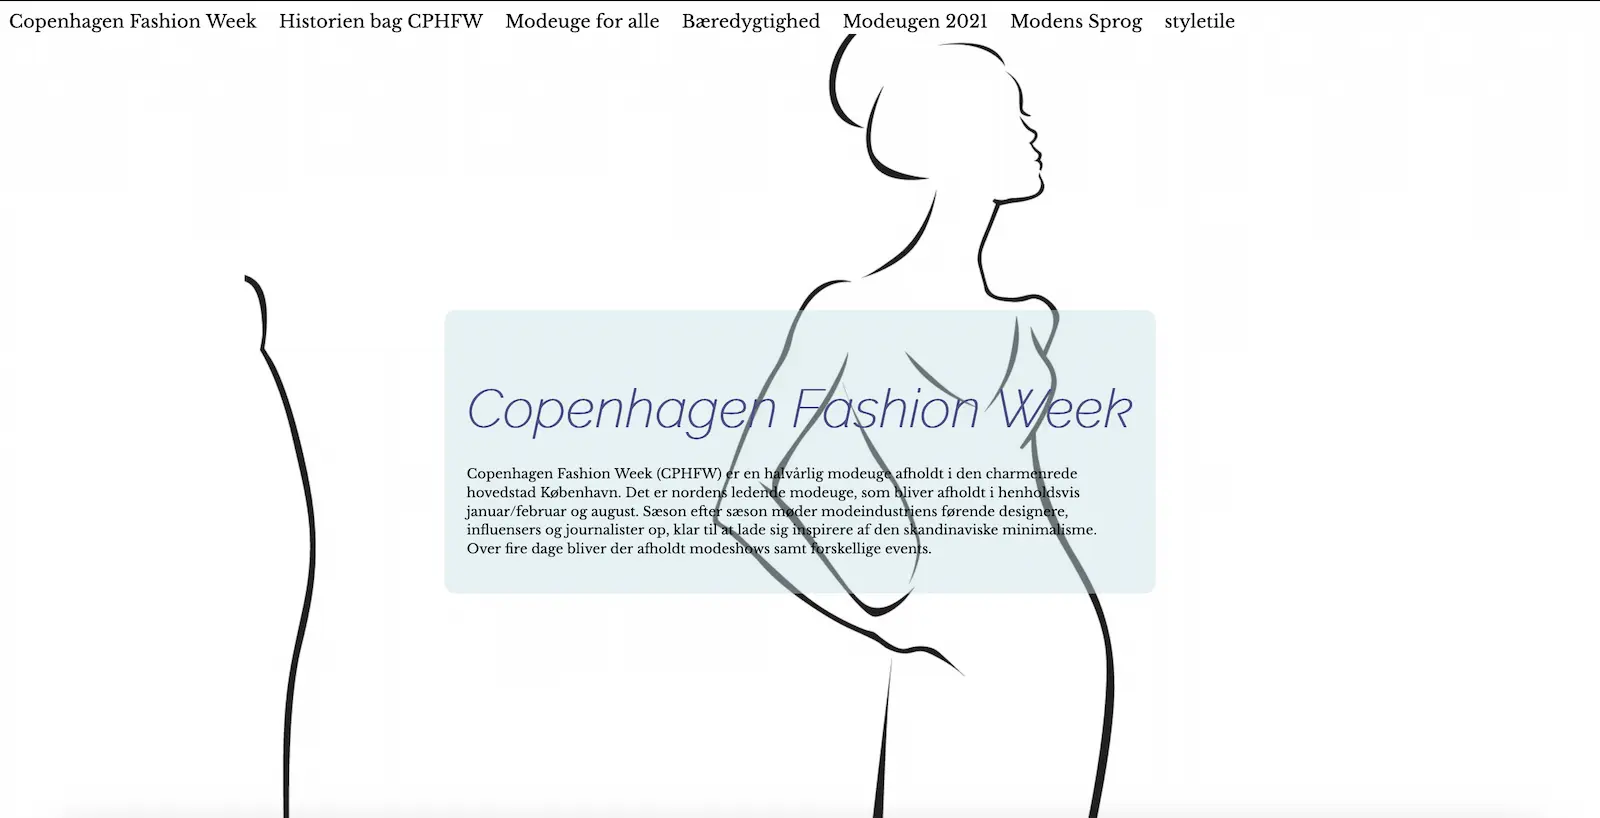 Copenhagen Fashion Week Historien bag CPHFW Modeuge for alle Bæredygtighed Modeugen 2021 Modens Sprog styletile
Copenhagen Fashion Week
Copenhagen Fashion Week (CPHFW) er en halvårlig modeuge afholdt i den charmenrede
hovedstad København. Det er nordens ledende modeuge, som bliver afholdt i henholdsvis
januar/februar og august. Sæson efter sæson møder modeindustriens førende designere,
influensers og journalister op, klar til at lade sig inspirere af den skandinaviske minimalisme.
Over fire dage bliver der afholdt modeshows samt forskellige events.